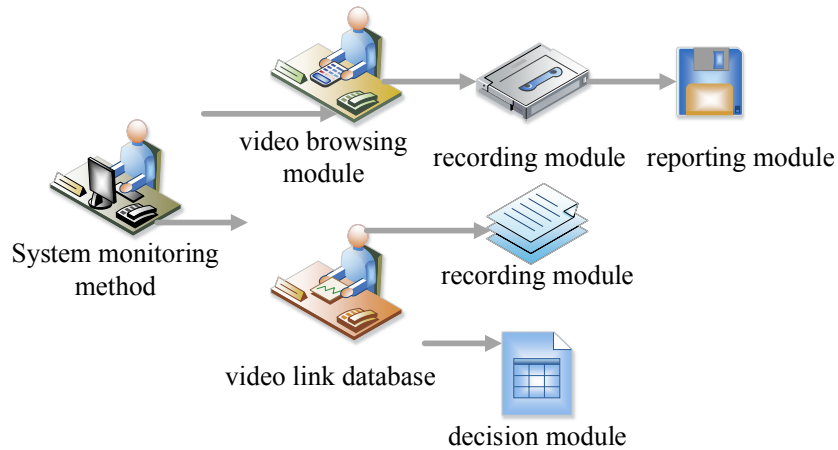 video browsing
module
recording module
reporting module
System monitoring
method
recording module
video link database
decision module